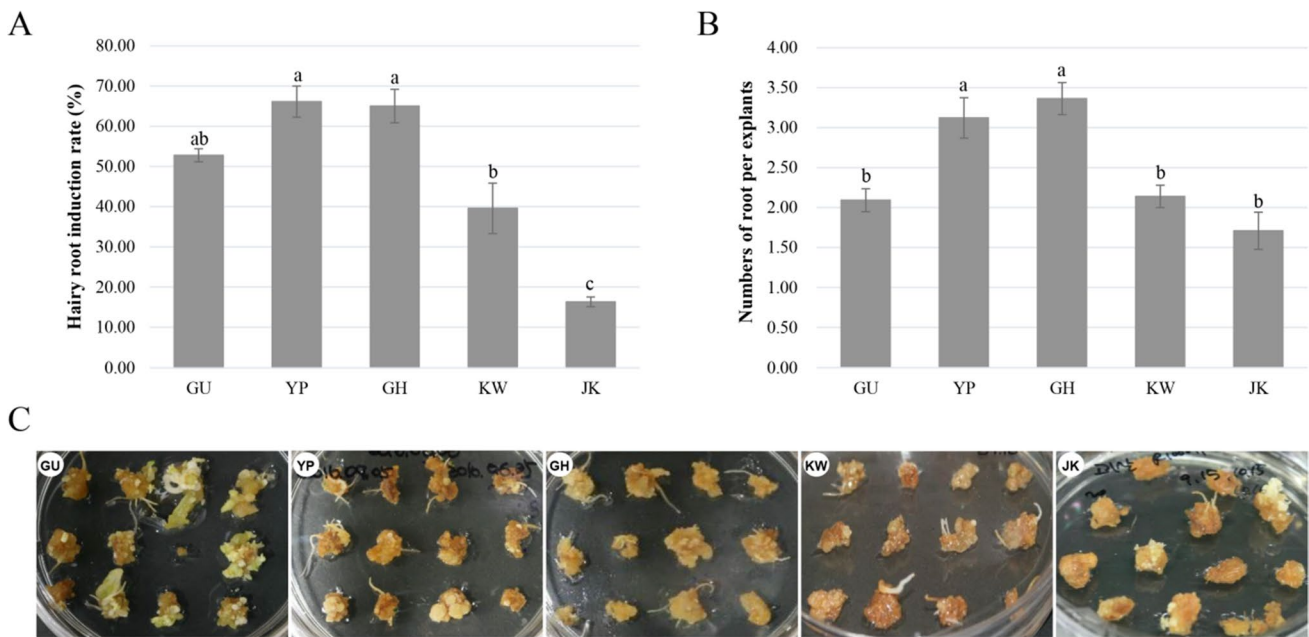 A
Hairy root induction rate (%)
80.00
70.00
60.00
50.00
40.00
30.00
20.00
10.00
0.00
ab
a
a
b
c
GU
YP
GH
KW
JK
B
Numbers of root per explants
4.00
3.50
3.00
2.50
2.00
1.50
1.00
0.50
0.00
b
a
a
b
b
GU
YP
GH
KW
JK
C
GU
YP
GH
KW
JK